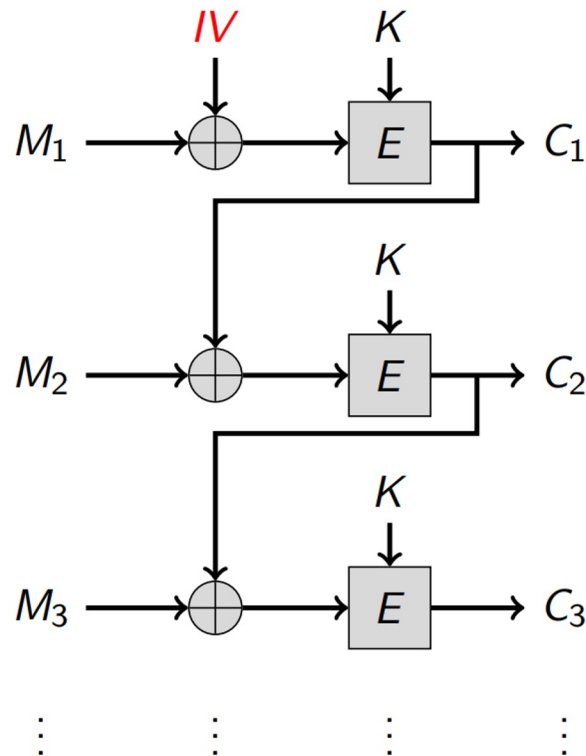 IV K
M₁ E C₁
K
M₂ E C₂
K
M₃ E C₃
⋮ ⋮ ⋮ ⋮